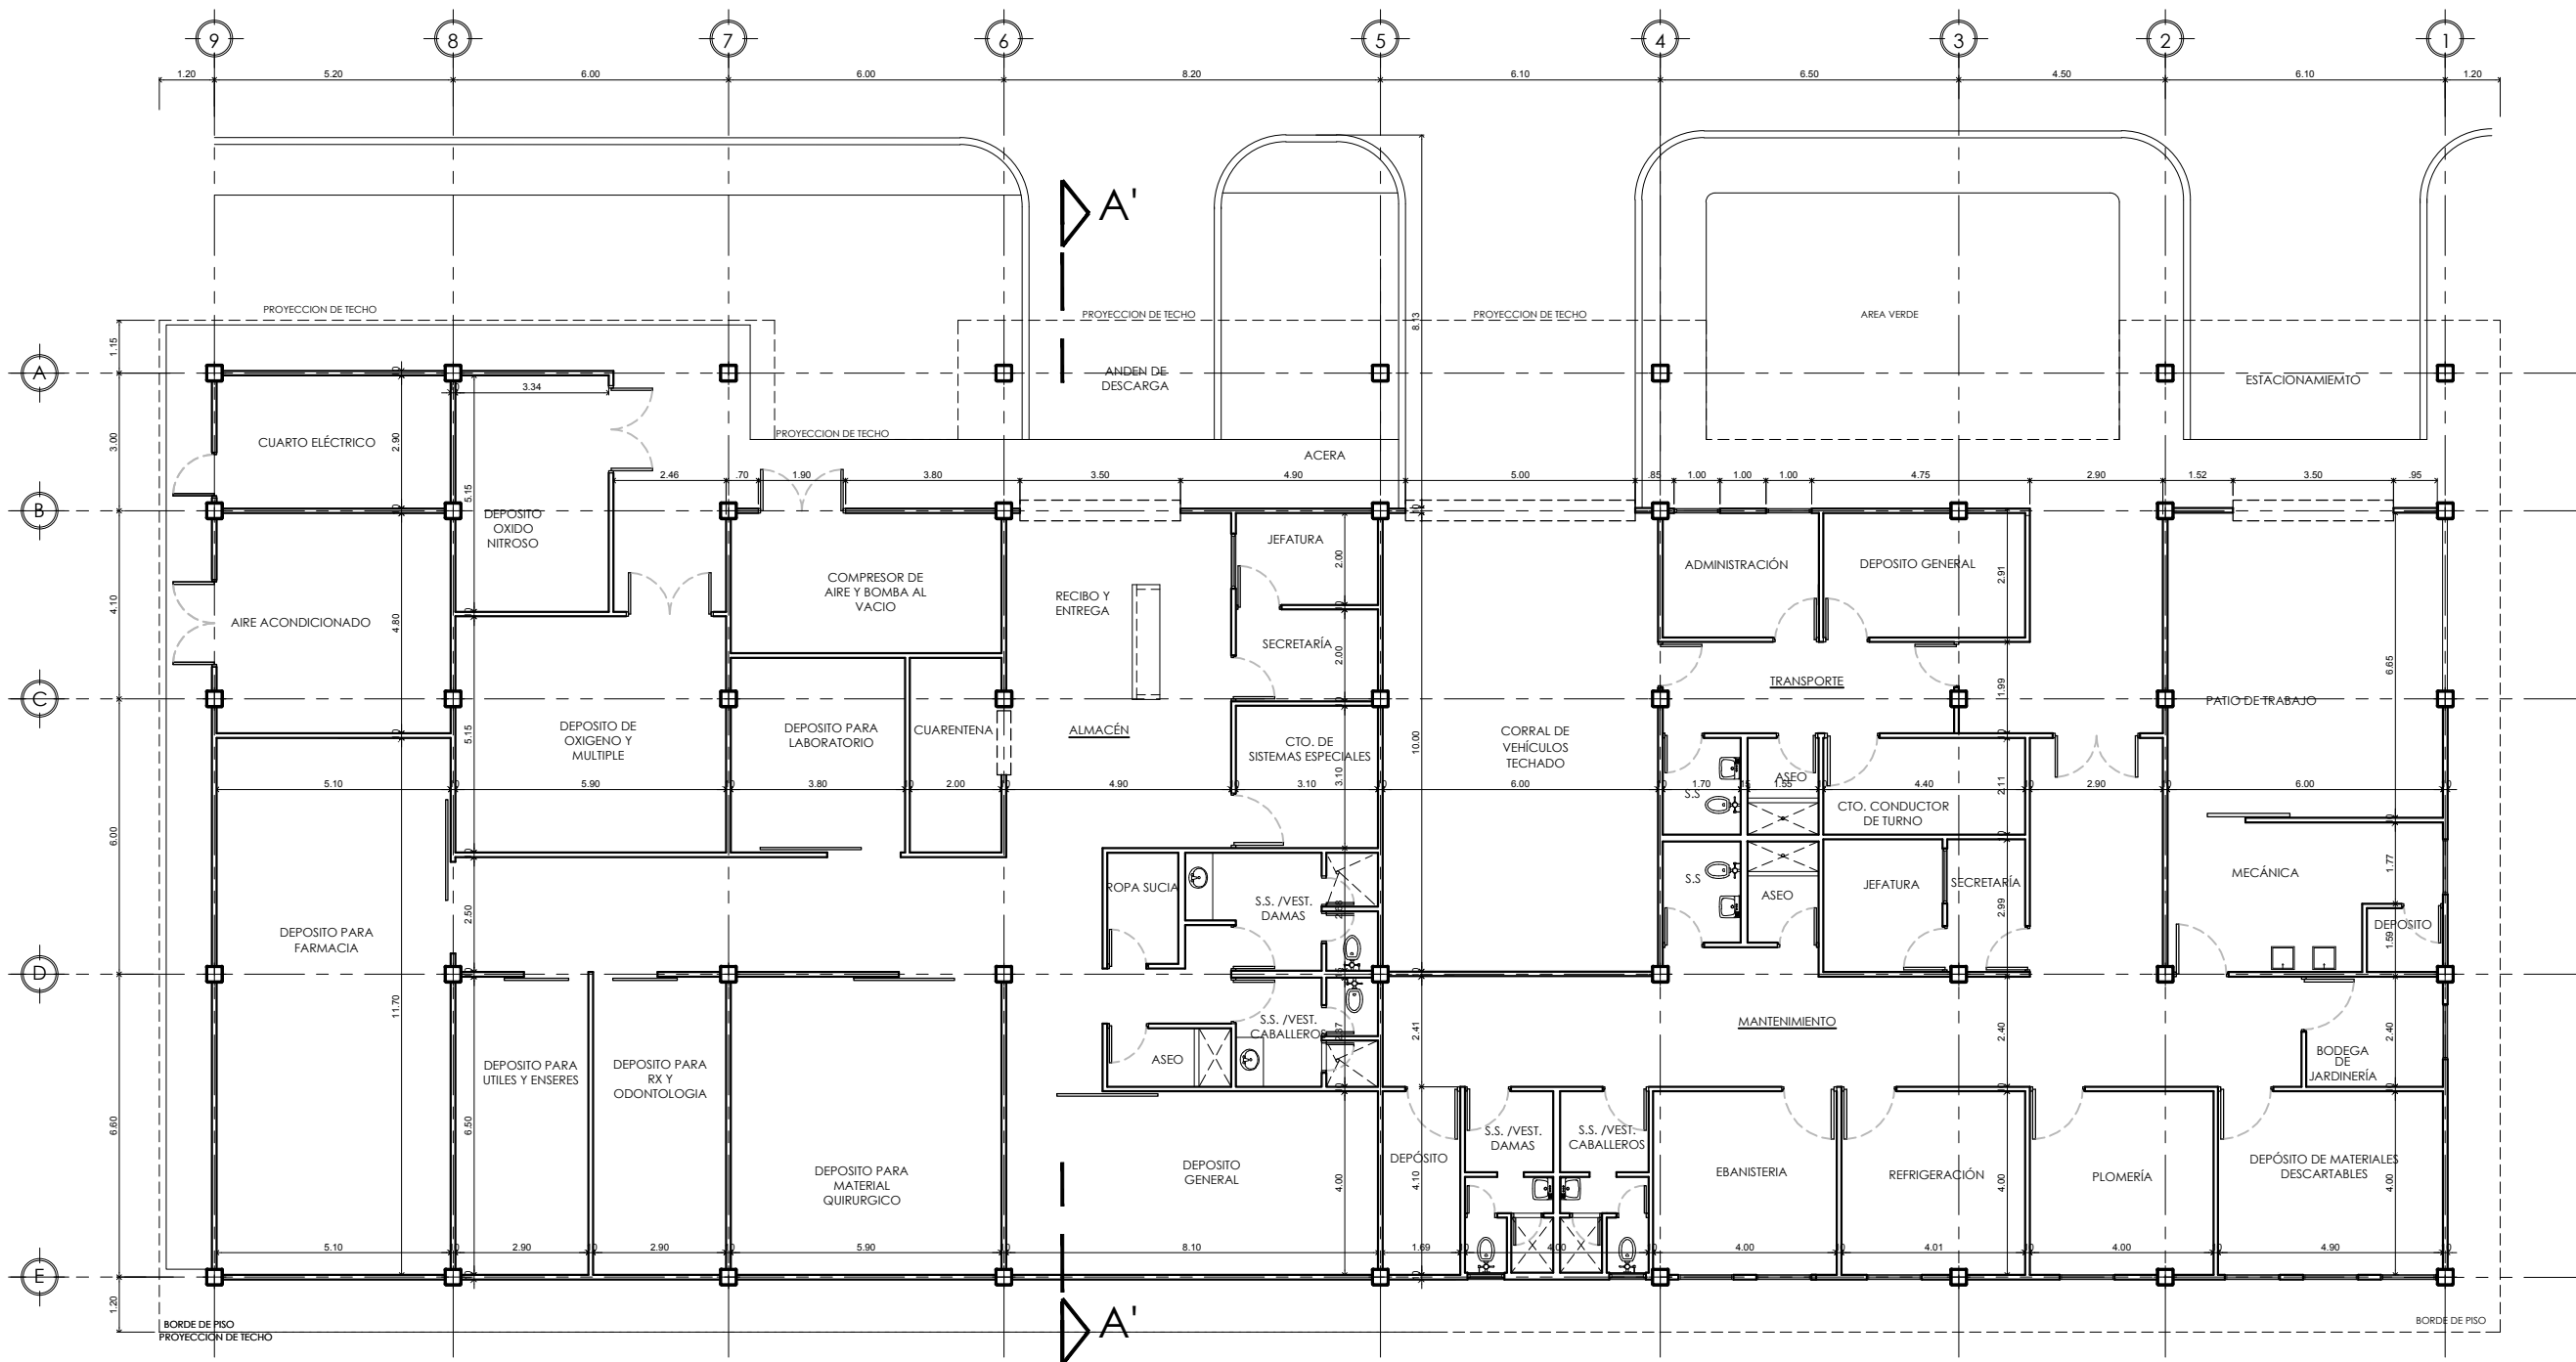 9 8 7 6 5 4 3 2 1
1.20 5.20 6.00 6.00 8.20 6.10 6.50 4.50 6.10 1.20
A'
PROYECCION DE TECHO
PROYECCION DE TECHO
PROYECCION DE TECHO
AREA VERDE
8.13
1.15
A
ANDEN DE
DESCARGA
ESTACIONAMIEMTO
3.34
3.00
CUARTO ELÉCTRICO
2.90
PROYECCION DE TECHO
ACERA
5.15
2.46 .70 1.90 3.80 3.50 4.90 5.00 .85 1.00 1.00 1.00 4.75 2.90 1.52 3.50 .95
B
DEPOSITO
OXIDO
NITROSO
JEFATURA
2.00
ADMINISTRACIÓN
DEPOSITO GENERAL
2.91
COMPRESOR DE
AIRE Y BOMBA AL
VACIO
RECIBO Y
ENTREGA
4.10
AIRE ACONDICIONADO
4.80
SECRETARÍA
2.00
6.65
TRANSPORTE
1.99
C
PATIO DE TRABAJO
DEPOSITO DE
OXIGENO Y
MULTIPLE
5.15
DEPOSITO PARA
LABORATORIO
CUARENTENA
ALMACÉN
CTO. DE
SISTEMAS ESPECIALES
3.10
CORRAL DE
VEHÍCULOS
TECHADO
10.00
ASEO
5.10 5.90 3.80 2.00 4.90 3.10 6.00 1.70 .15 1.55 4.40 2.90 6.00
S.S
2.11
CTO. CONDUCTOR
DE TURNO
6.00
ROPA SUCIA
S.S. /VEST.
DAMAS
S.S
ASEO
JEFATURA
SECRETARÍA
2.99
MECÁNICA
1.77
2.50
DEPOSITO PARA
FARMACIA
DEPOSITO
1.59
D
11.70
S.S. /VEST.
CABALLEROS
2.37
ASEO
MANTENIMIENTO
2.41
2.40
2.40
BODEGA
DE
JARDINERÍA
DEPOSITO PARA
UTILES Y ENSERES
DEPOSITO PARA
RX Y
ODONTOLOGIA
6.60
6.50
DEPOSITO PARA
MATERIAL
QUIRURGICO
DEPOSITO
GENERAL
4.00
DEPÓSITO
4.10
S.S. /VEST.
DAMAS
S.S. /VEST.
CABALLEROS
EBANISTERIA
REFRIGERACIÓN
4.00
PLOMERÍA
DEPÓSITO DE MATERIALES
DESCARTABLES
4.00
5.10 2.90 2.90 5.90 8.10 1.69 4.00 4.00 4.01 4.00 4.90
E
1.20
BORDE DE PISO
PROYECCION DE TECHO
A'
BORDE DE PISO